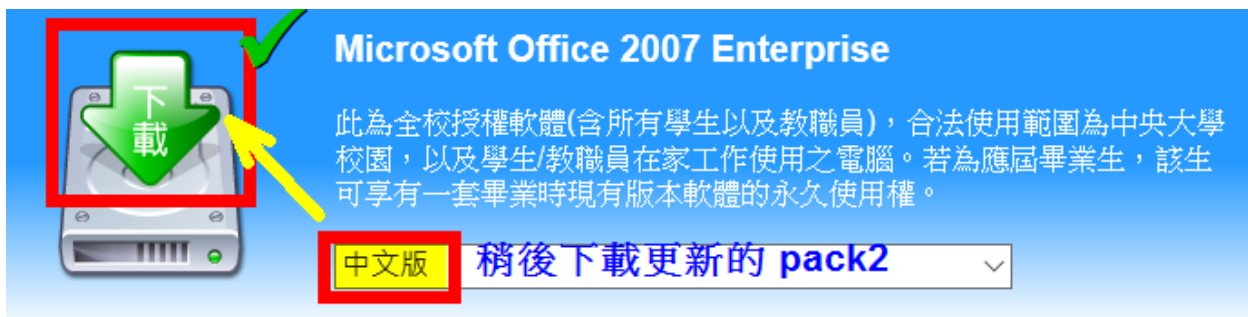 下
載
Microsoft Office 2007 Enterprise
此為全校授權軟體(含所有學生以及教職員)，合法使用範圍為中央大學
校園，以及學生/教職員在家工作使用之電腦。若為應屆畢業生，該生
可享有一套畢業時現有版本軟體的永久使用權。
中文版 稍後下載更新的 pack2